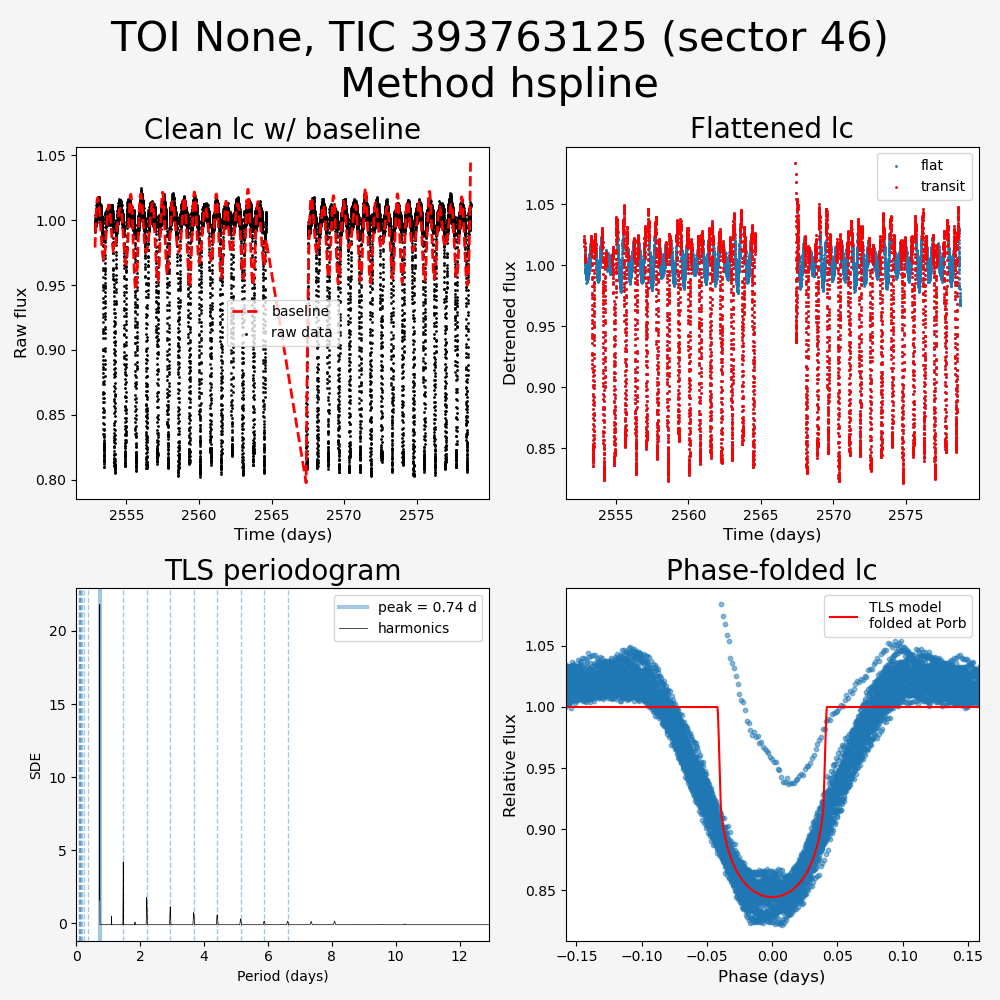 TOI None, TIC 393763125 (sector 46)
Method hspline
Clean lc w/ baseline
Raw flux
1.05
1.00
0.95
0.90
0.85
0.80
baseline
raw data
2555
2560
2565
2570
2575
Time (days)
Flattened lc
Detrended flux
1.05
1.00
0.95
0.90
0.85
flat
transit
2555
2560
2565
2570
2575
Time (days)
TLS periodogram
SDE
20
15
10
5
0
peak = 0.74 d
harmonics
0
2
4
6
8
10
12
Period (days)
Phase-folded lc
Relative flux
1.05
1.00
0.95
0.90
0.85
TLS model
folded at Porb
−0.15
−0.10
−0.05
0.00
0.05
0.10
0.15
Phase (days)